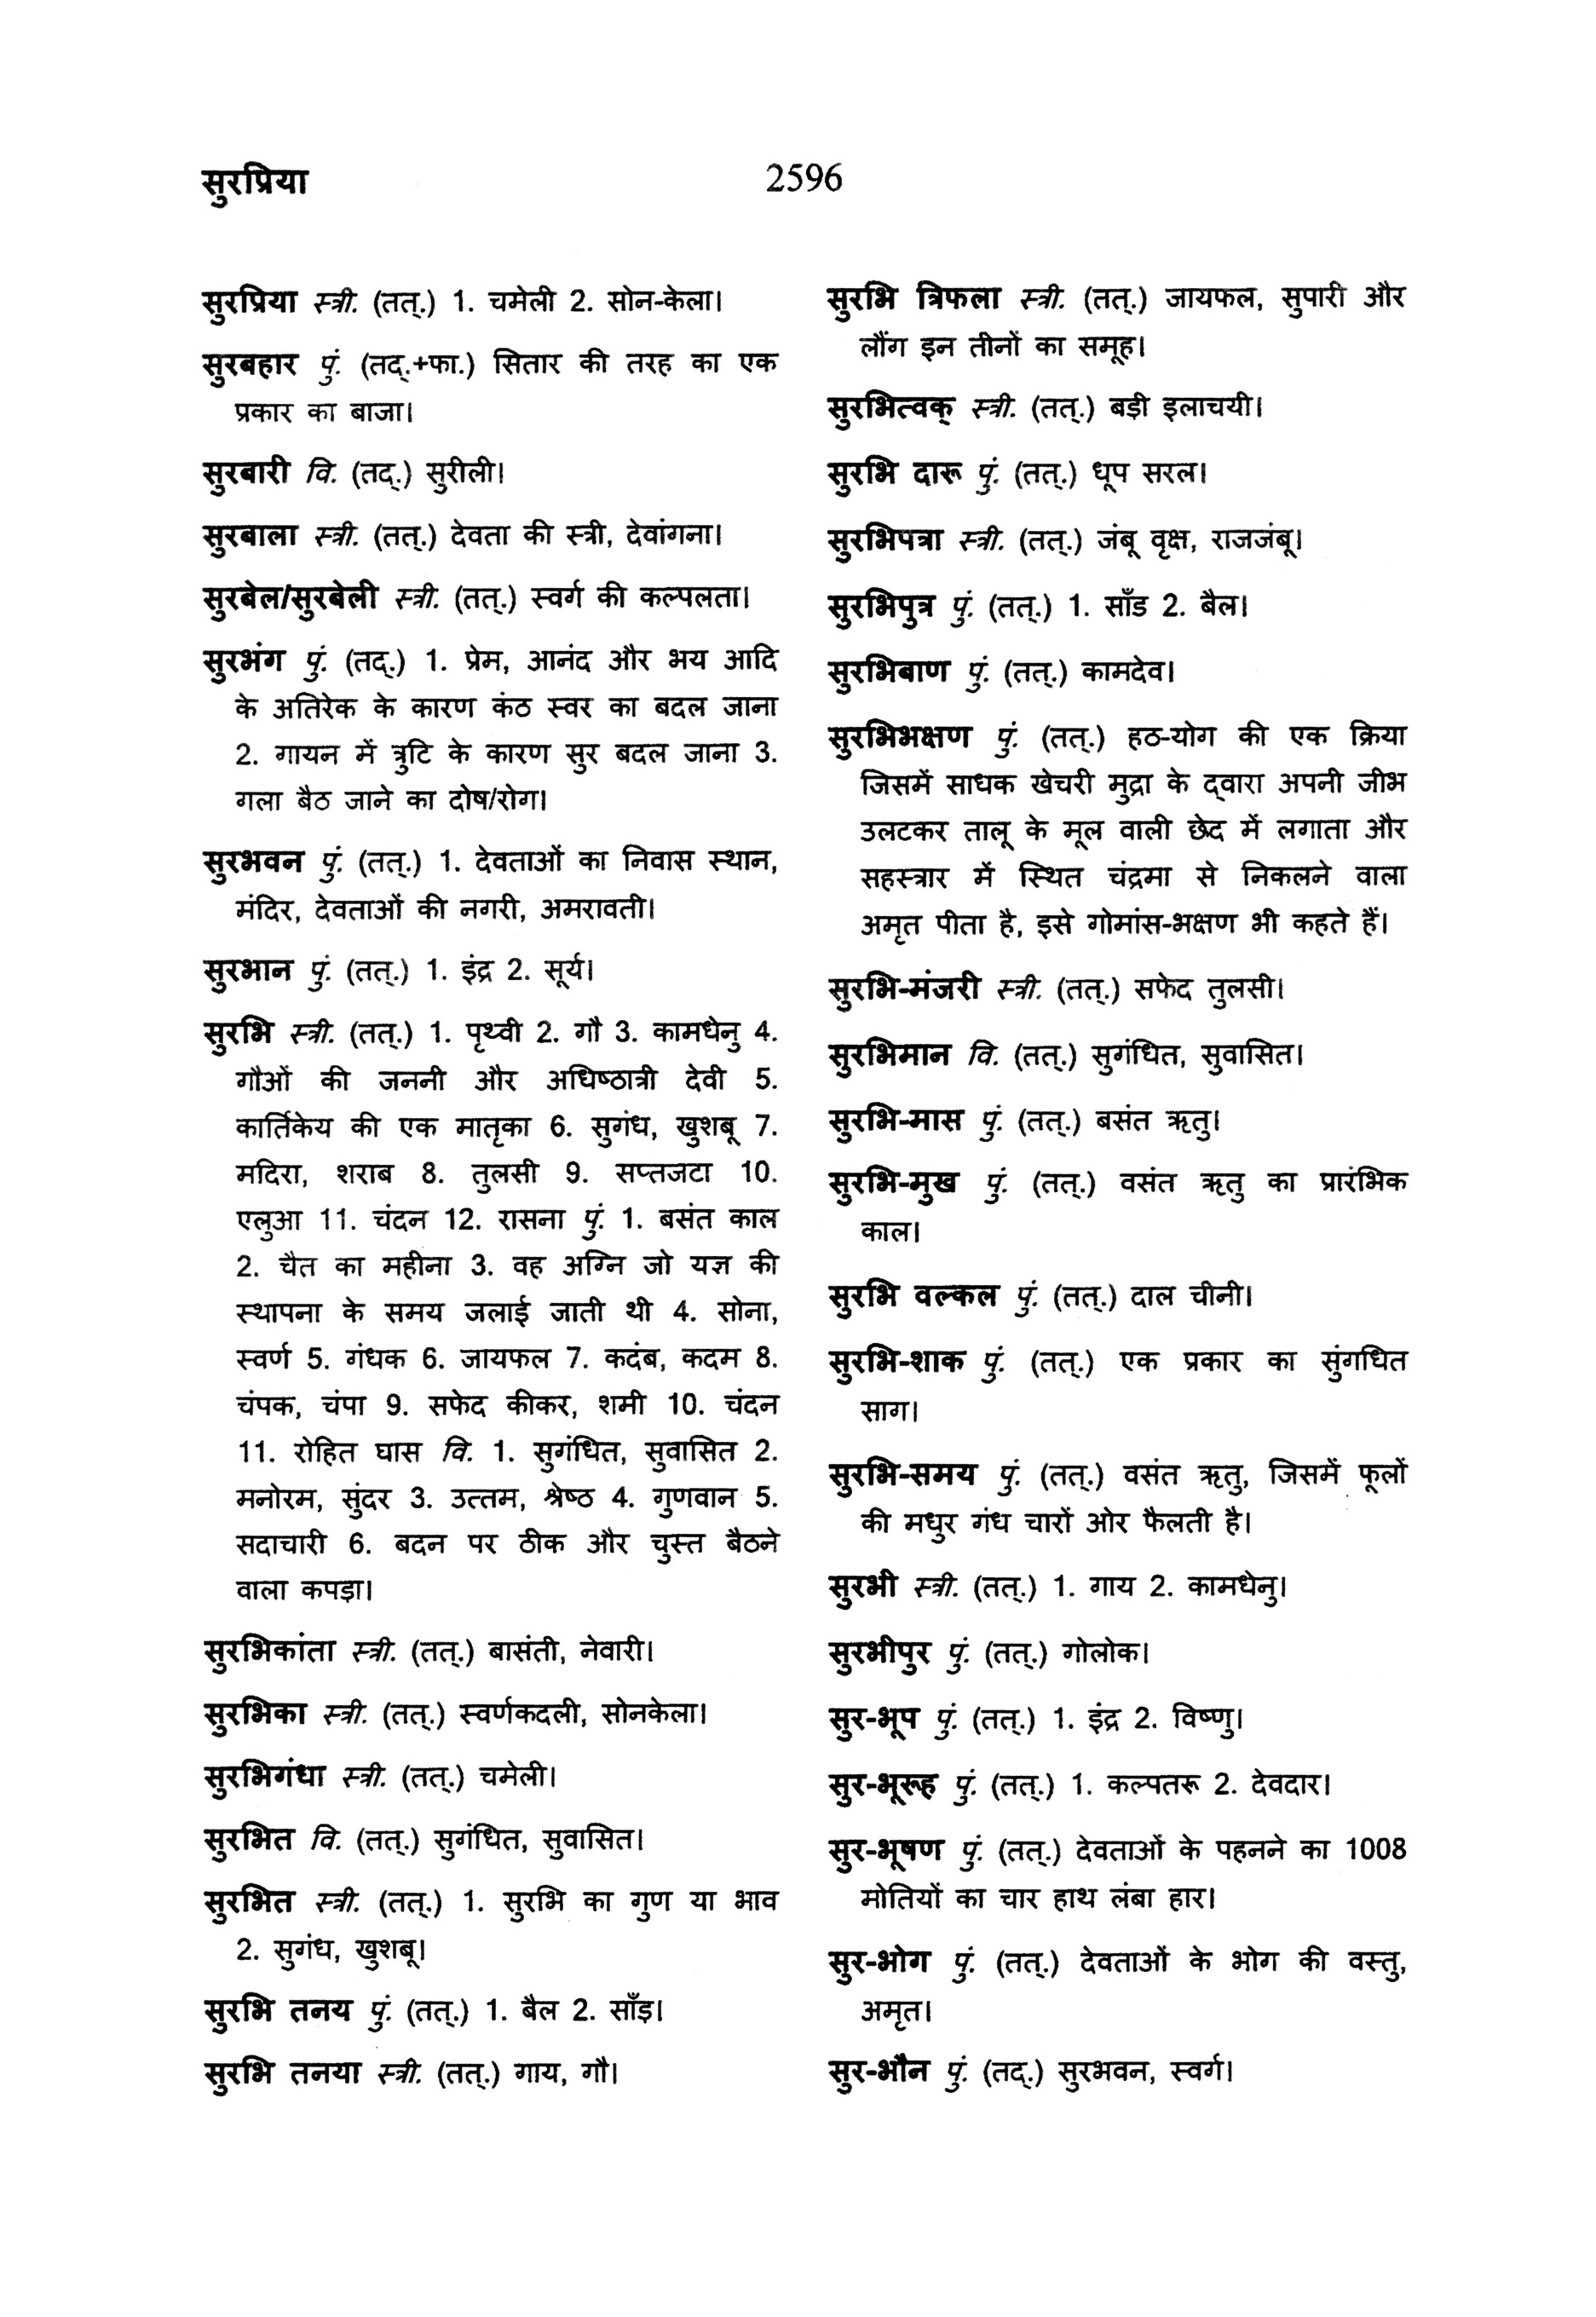 सुरप्रिया
2596
सुरप्रिया स्त्री. (तत्.) 1. चमेली 2. सोन-केला।
सुरबहार पुं. (तद्.+फा.) सितार की तरह का एक
प्रकार का बाजा।
सुरबारी वि. (तद्.) सुरीली।
सुरबाला स्त्री. (तत्.) देवता की स्त्री, देवांगना।
सुरबेल/सुरबेली स्त्री. (तत्.) स्वर्ग की कल्पलता।
सुरभंग पुं. (तद्.) 1. प्रेम, आनंद और भय आदि
के अतिरेक के कारण कंठ स्वर का बदल जाना
2. गायन में त्रुटि के कारण सुर बदल जाना 3.
गला बैठ जाने का दोष/रोग।
सुरभवन पुं. (तत्.) 1. देवताओं का निवास स्थान,
मंदिर, देवताओं की नगरी, अमरावती।
सुरभान पुं. (तत्.) 1. इंद्र 2. सूर्य।
सुरभि स्त्री. (तत्.) 1. पृथ्वी 2. गौ 3. कामधेनु 4.
गौओं की जननी और अधिष्ठात्री देवी 5.
कार्तिकेय की एक मातृका 6. सुगंध, खुशबू 7.
मदिरा, शराब 8. तुलसी 9. सप्तजटा 10.
एलुआ 11. चंदन 12. रासना पुं. 1. बसंत काल
2. चैत का महीना 3. वह अग्नि जो यज्ञ की
स्थापना के समय जलाई जाती थी 4. सोना,
स्वर्ण 5. गंधक 6. जायफल 7. कदंब, कदम 8.
चंपक, चंपा 9. सफेद कीकर, शमी 10. चंदन
11. रोहित घास वि. 1. सुगंधित, सुवासित 2.
मनोरम, सुंदर 3. उत्तम, श्रेष्ठ 4. गुणवान 5.
सदाचारी 6. बदन पर ठीक और चुस्त बैठने
वाला कपड़ा।
सुरभिकांता स्त्री. (तत्.) बासंती, नेवारी।
सुरभिका स्त्री. (तत्.) स्वर्णकदली, सोनकेला।
सुरभिगंधा स्त्री. (तत्.) चमेली।
सुरभित वि. (तत्.) सुगंधित, सुवासित।
सुरभित स्त्री. (तत्.) 1. सुरभि का गुण या भाव
2. सुगंध, खुशबू।
सुरभि तनय पुं. (तत्.) 1. बैल 2. साँड़।
सुरभि तनया स्त्री. (तत्.) गाय, गौ।
सुरभि त्रिफला स्त्री. (तत्.) जायफल, सुपारी और
लौंग इन तीनों का समूह।
सुरभित्वक् स्त्री. (तत्.) बड़ी इलाचयी।
सुरभि दारू पुं. (तत्.) धूप सरल।
सुरभिपत्रा स्त्री. (तत्.) जंबू वृक्ष, राजजंबू।
सुरभिपुत्र पुं. (तत्.) 1. साँड 2. बैल।
सुरभिबाण पुं. (तत्.) कामदेव।
सुरभिभक्षण पुं. (तत्.) हठ-योग की एक क्रिया
जिसमें साधक खेचरी मुद्रा के द्वारा अपनी जीभ
उलटकर तालू के मूल वाली छेद में लगाता और
सहस्त्रार में स्थित चंद्रमा से निकलने वाला
अमृत पीता है, इसे गोमांस-भक्षण भी कहते हैं।
सुरभि-मंजरी स्त्री. (तत्.) सफेद तुलसी।
सुरभिमान वि. (तत्.) सुगंधित, सुवासित।
सुरभि-मास पुं. (तत्.) बसंत ऋतु।
सुरभि-मुख पुं. (तत्.) वसंत ऋतु का प्रारंभिक
काल।
सुरभि वल्कल पुं. (तत्.) दाल चीनी।
सुरभि-शाक पुं. (तत्.) एक प्रकार का सुंगधित
साग।
सुरभि-समय पुं. (तत्.) वसंत ऋतु, जिसमें फूलों
की मधुर गंध चारों ओर फैलती है।
सुरभी स्त्री. (तत्.) 1. गाय 2. कामधेनु।
सुरभीपुर पुं. (तत्.) गोलोक।
सुर-भूप पुं. (तत्.) 1. इंद्र 2. विष्णु।
सुर-भूरूह पुं. (तत्.) 1. कल्पतरू 2. देवदार।
सुर-भूषण पुं. (तत्.) देवताओं के पहनने का 1008
मोतियों का चार हाथ लंबा हार।
सुर-भोग पुं. (तत्.) देवताओं के भोग की वस्तु,
अमृत।
सुर-भौन पुं. (तद्.) सुरभवन, स्वर्ग।